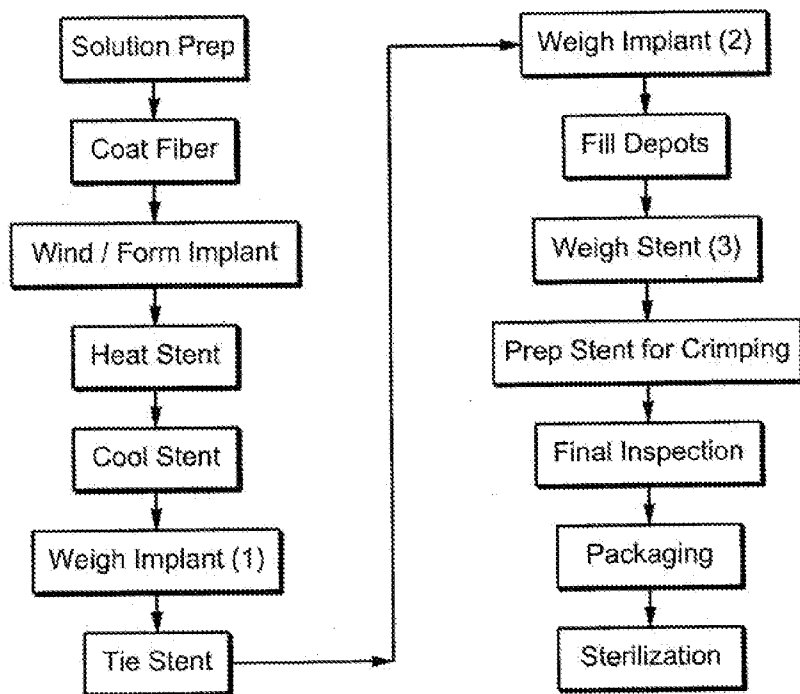 Solution Prep
Coat Fiber
Wind / Form Implant
Heat Stent
Cool Stent
Weigh Implant (1)
Tie Stent
Weigh Implant (2)
Fill Depots
Weigh Stent (3)
Prep Stent for Crimping
Final Inspection
Packaging
Sterilization